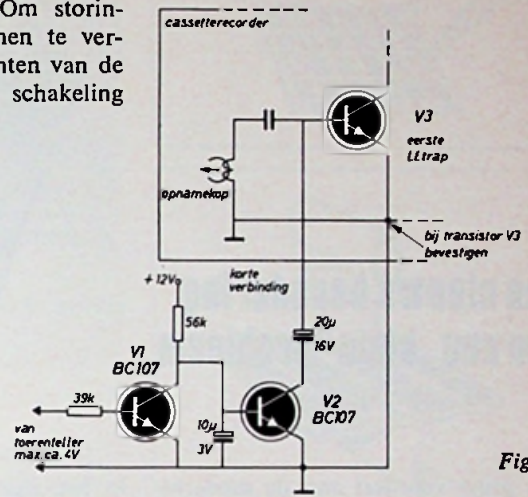 Om storin-
nen te ver-
nten van de
schakeling
cassetterecorder
V3
eerste
LF trap
opnamekop
bij transistor V3
bevestigen
korte
verbinding
+12V
56k
20µ
16V
V1
BC107
39k
V2
BC107
10µ
3V
van
toerenteller
max. ca. 4V
Fig